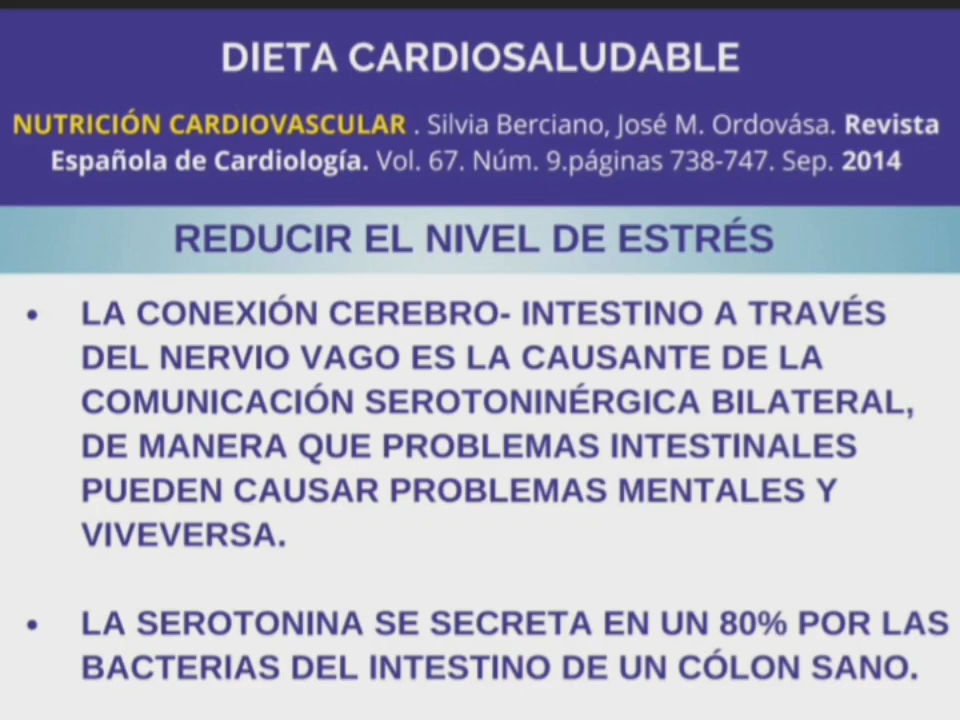 DIETA CARDIOSALUDABLE
NUTRICIÓN CARDIOVASCULAR . Silvia Berciano, José M. Ordovása. Revista
Española de Cardiología. Vol. 67. Núm. 9.páginas 738-747. Sep. 2014
REDUCIR EL NIVEL DE ESTRÉS
• LA CONEXIÓN CEREBRO- INTESTINO A TRAVÉS
DEL NERVIO VAGO ES LA CAUSANTE DE LA
COMUNICACIÓN SEROTONINÉRGICA BILATERAL,
DE MANERA QUE PROBLEMAS INTESTINALES
PUEDEN CAUSAR PROBLEMAS MENTALES Y
VIVEVERSA.
• LA SEROTONINA SE SECRETA EN UN 80% POR LAS
BACTERIAS DEL INTESTINO DE UN CÓLON SANO.